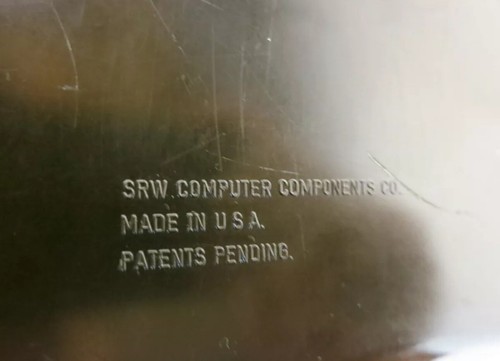 SRW COMPUTER COMPONENTS CO.
MADE IN U S A.
PATENTS PENDING.